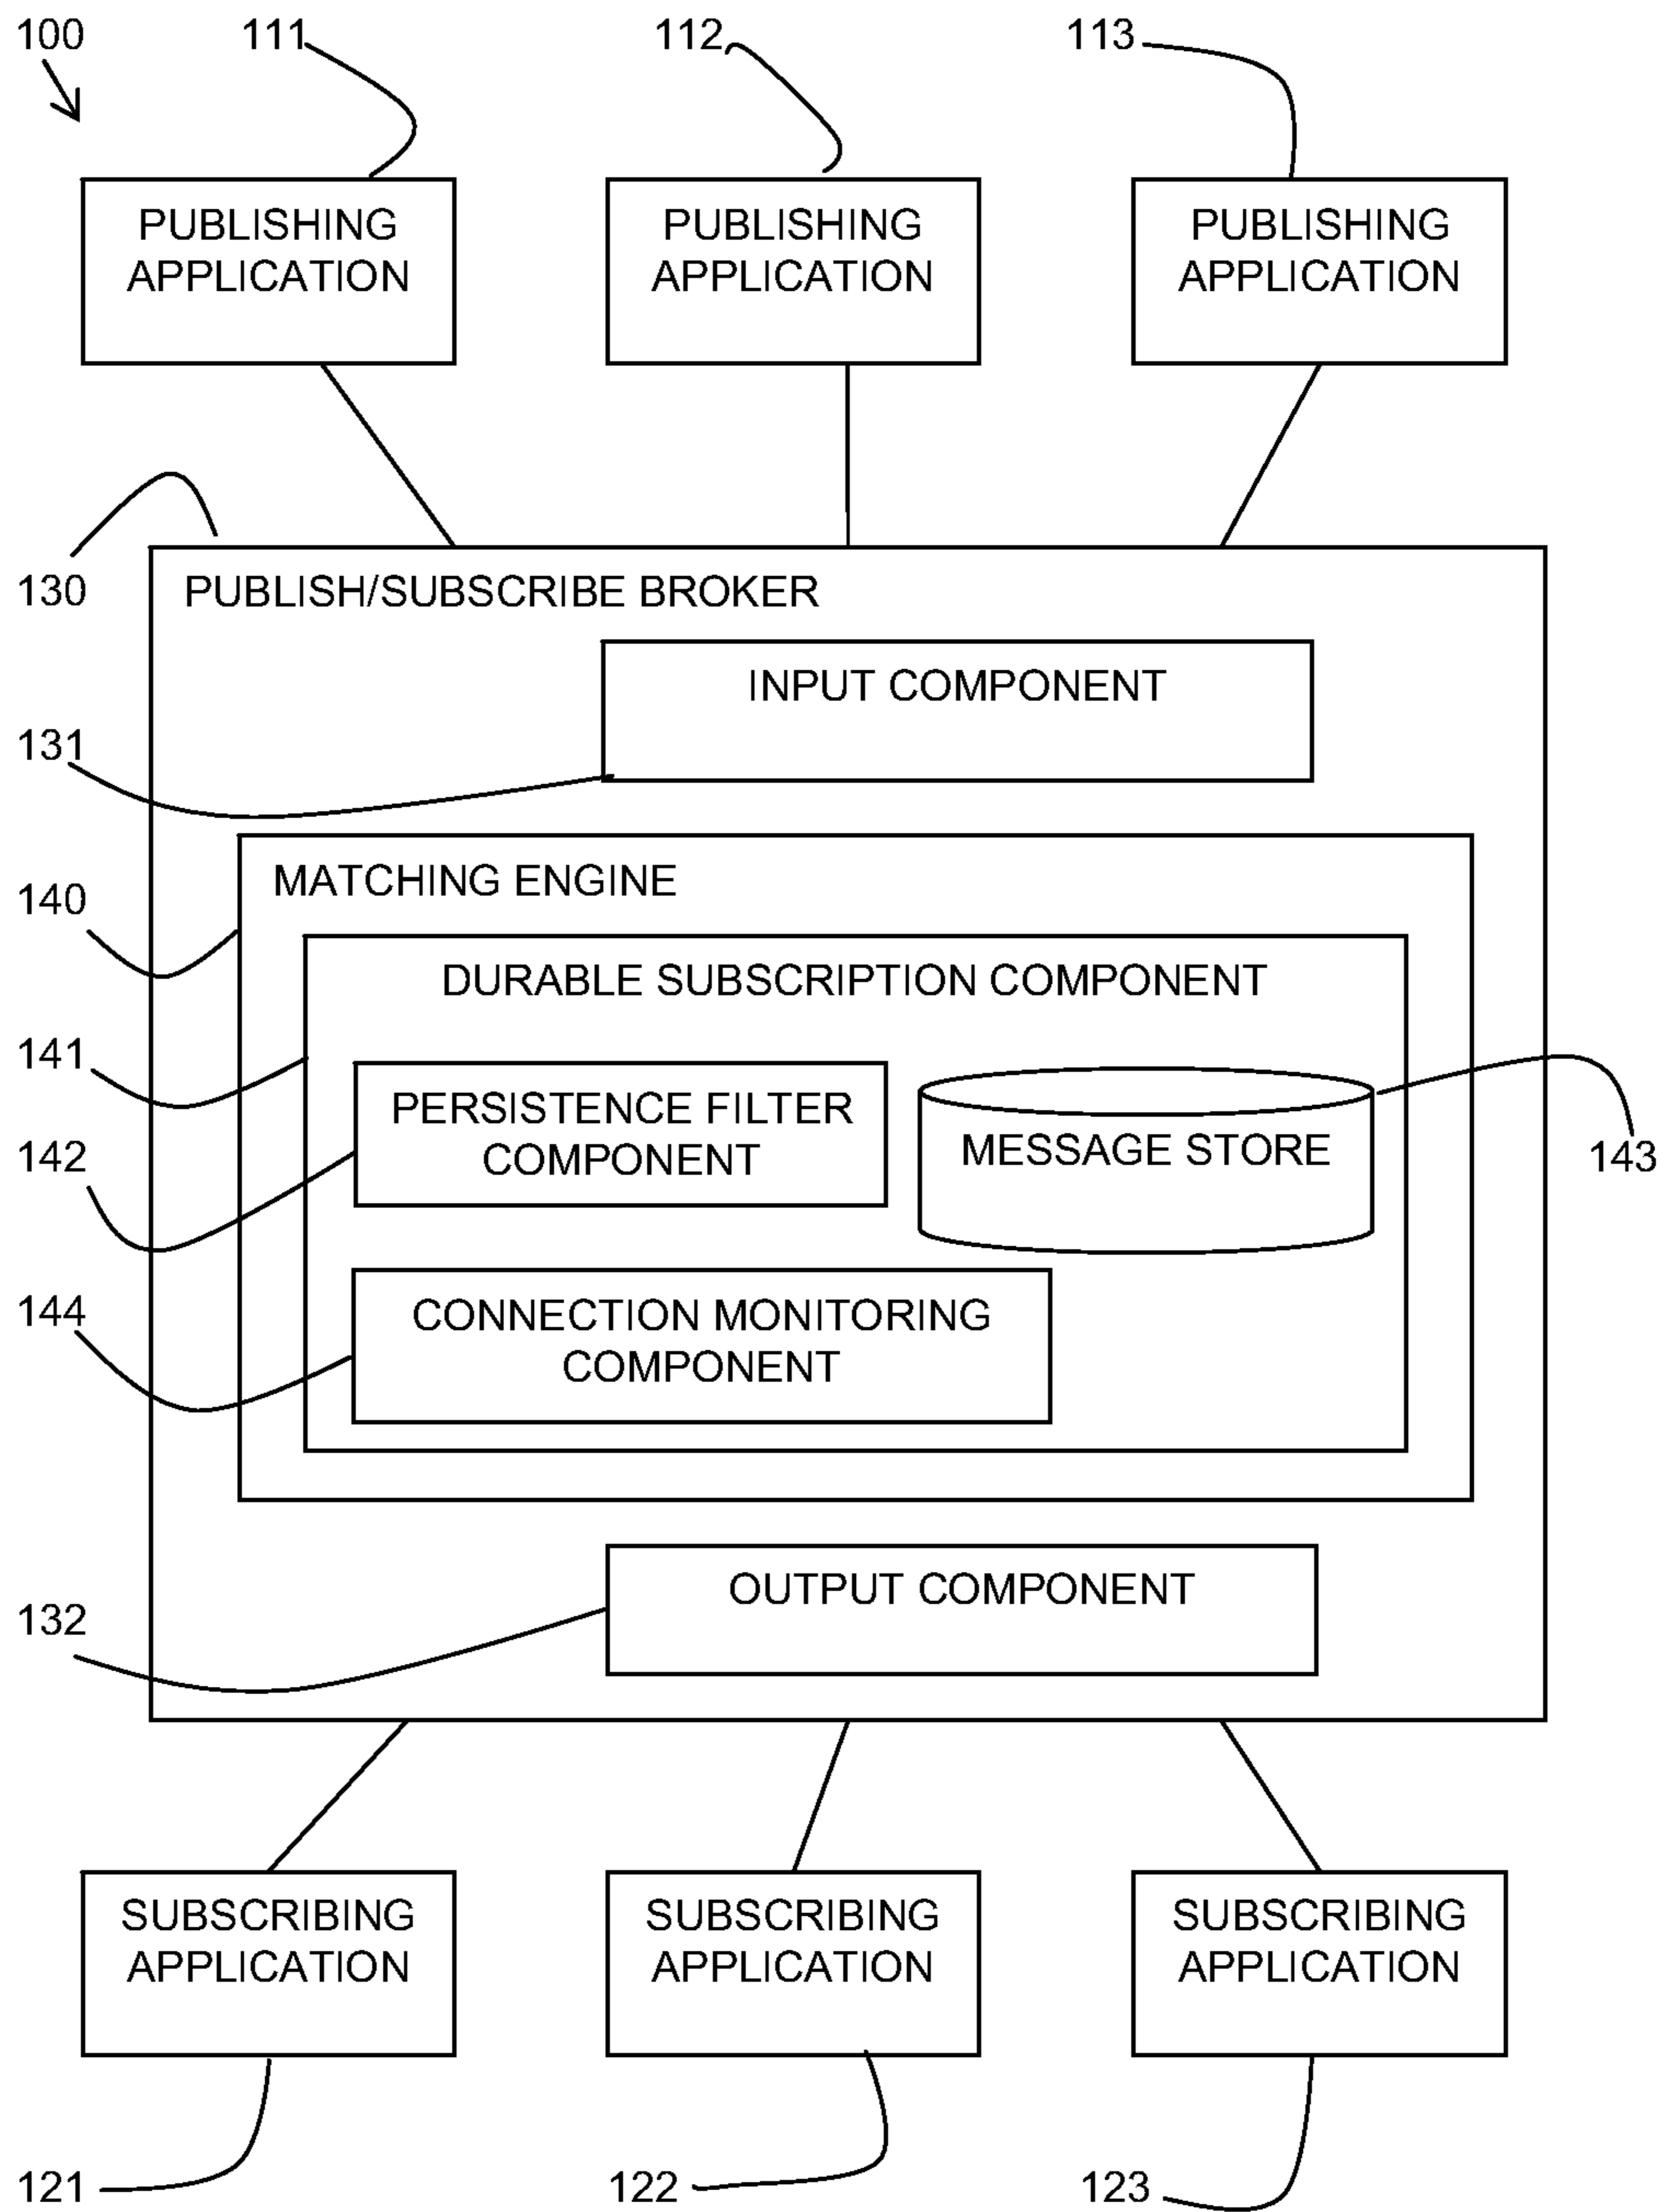 100
111
112
113
PUBLISHING
APPLICATION
PUBLISHING
APPLICATION
PUBLISHING
APPLICATION
130
PUBLISH/SUBSCRIBE BROKER
INPUT COMPONENT
131
MATCHING ENGINE
140
DURABLE SUBSCRIPTION COMPONENT
141
PERSISTENCE FILTER
COMPONENT
MESSAGE STORE
142
143
144
CONNECTION MONITORING
COMPONENT
OUTPUT COMPONENT
132
SUBSCRIBING
APPLICATION
SUBSCRIBING
APPLICATION
SUBSCRIBING
APPLICATION
121
122
123